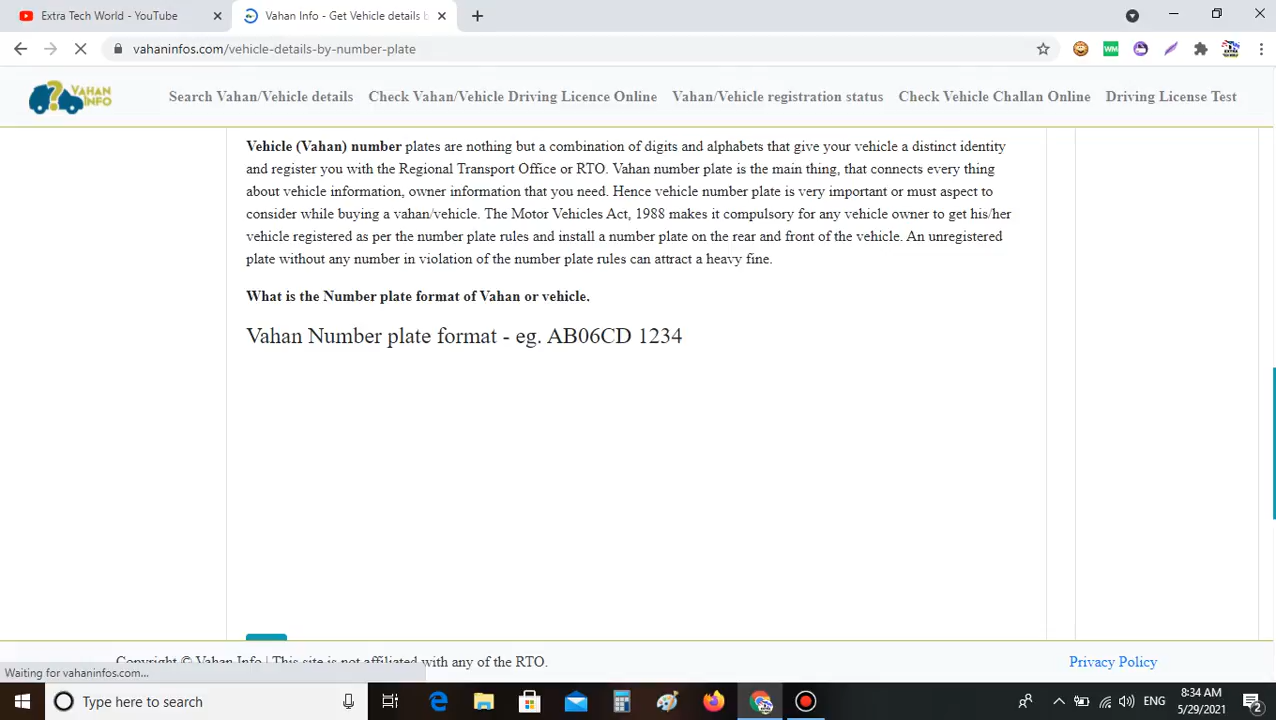 Extra Tech World - YouTube
Vahan Info - Get Vehicle details b
vahaninfos.com/vehicle-details-by-number-plate
WM
VAHAN
INFO
Search Vahan/Vehicle details
Check Vahan/Vehicle Driving Licence Online
Vahan/Vehicle registration status
Check Vehicle Challan Online
Driving License Test
Vehicle (Vahan) number plates are nothing but a combination of digits and alphabets that give your vehicle a distinct identity
and register you with the Regional Transport Office or RTO. Vahan number plate is the main thing, that connects every thing
about vehicle information, owner information that you need. Hence vehicle number plate is very important or must aspect to
consider while buying a vahan/vehicle. The Motor Vehicles Act, 1988 makes it compulsory for any vehicle owner to get his/her
vehicle registered as per the number plate rules and install a number plate on the rear and front of the vehicle. An unregistered
plate without any number in violation of the number plate rules can attract a heavy fine.
What is the Number plate format of Vahan or vehicle.
Vahan Number plate format - eg. AB06CD 1234
Copyright © Vahan Info | This site is not affiliated with any of the RTO.
Privacy Policy
Waiting for vahaninfos.com...
Type here to search
ENG
8:34 AM
5/29/2021
2